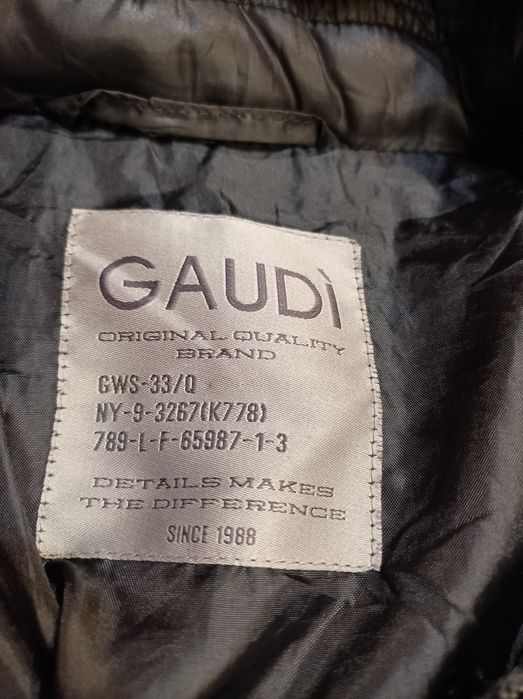 GAUDÌ
ORIGINAL QUALITY
BRAND
GWS-33/Q
NY-9-3267(K778)
789-L-F-65987-1-3
DETAILS MAKES
THE DIFFERENCE
SINCE 1988